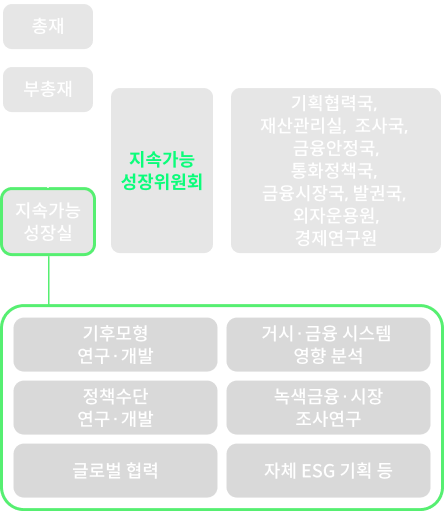 총재
부총재
지속가능
성장위원회
기획협력국,
재산관리실, 조사국,
금융안정국,
통화정책국,
금융시장국, 발권국,
외자운용원,
경제연구원
지속가능
성장실
기후모형
연구·개발
거시·금융 시스템
영향 분석
정책수단
연구·개발
녹색금융·시장
조사연구
글로벌 협력
자체 ESG 기획 등